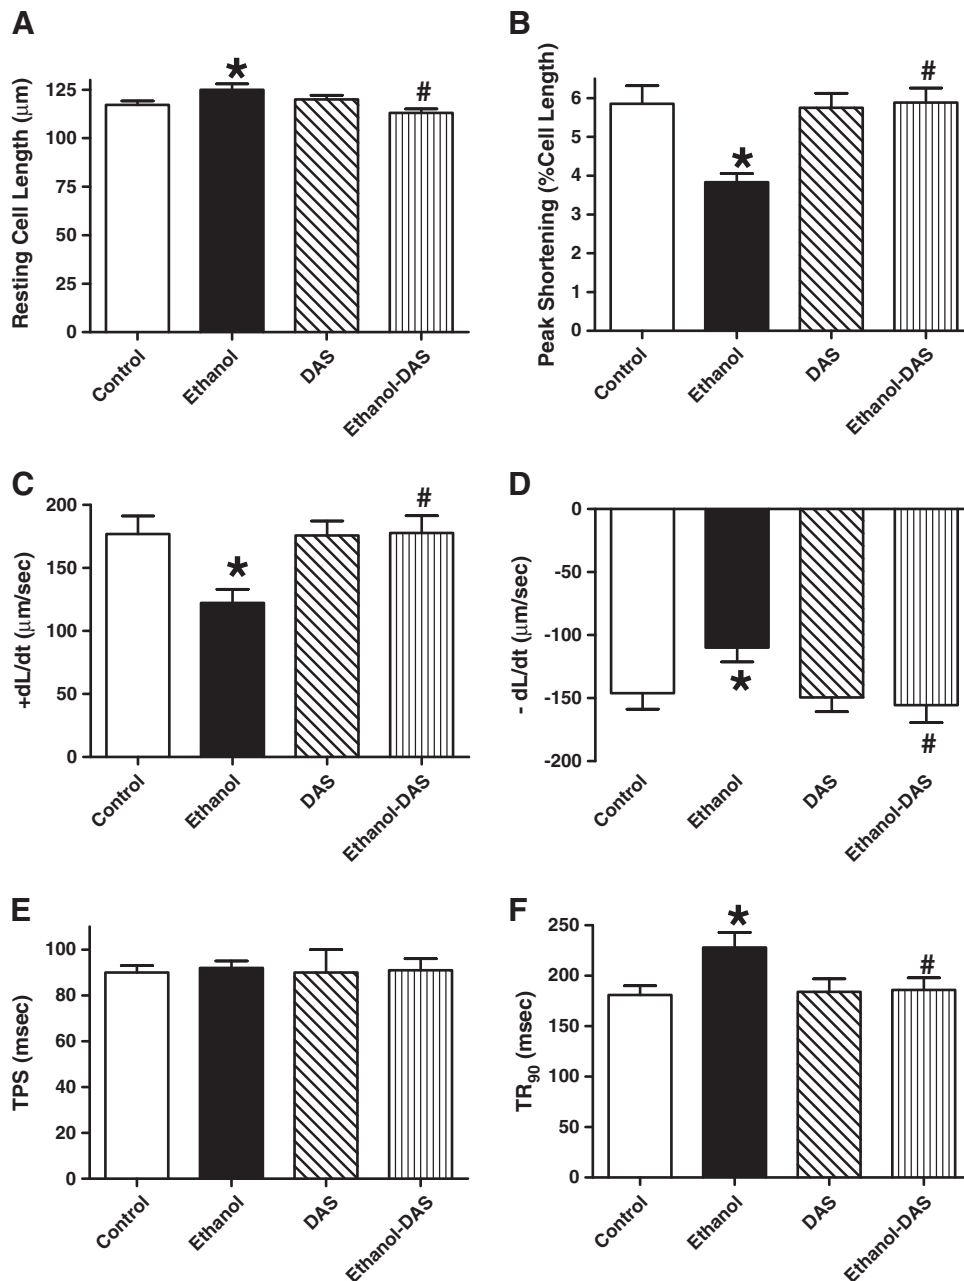 A
Resting Cell Length (μm)
125
100
75
50
25
0
*
#
Control
Ethanol
DAS
Ethanol-DAS
B
Peak Shortening (%Cell Length)
6
5
4
3
2
1
0
*
#
Control
Ethanol
DAS
Ethanol-DAS
C
+dL/dt (μm/sec)
200
150
100
50
0
*
#
Control
Ethanol
DAS
Ethanol-DAS
D
- dL/dt (μm/sec)
0
-50
-100
-150
-200
*
#
Control
Ethanol
DAS
Ethanol-DAS
E
TPS (msec)
100
80
60
40
20
0
Control
Ethanol
DAS
Ethanol-DAS
F
TR90 (msec)
250
200
150
100
50
0
*
#
Control
Ethanol
DAS
Ethanol-DAS